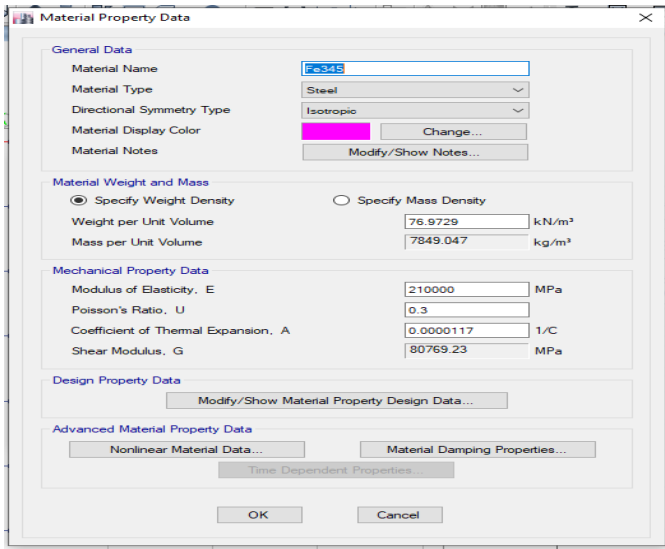 Material Property Data
General Data
Material Name Fe345
Material Type Steel
Directional Symmetry Type Isotropic
Material Display Color Change...
Material Notes Modify/Show Notes...
Material Weight and Mass
Specify Weight Density Specify Mass Density
Weight per Unit Volume 76.9729 kN/m³
Mass per Unit Volume 7849.047 kg/m³
Mechanical Property Data
Modulus of Elasticity, E 210000 MPa
Poisson's Ratio, U 0.3
Coefficient of Thermal Expansion, A 0.0000117 1/C
Shear Modulus, G 80769.23 MPa
Design Property Data
Modify/Show Material Property Design Data...
Advanced Material Property Data
Nonlinear Material Data... Material Damping Properties...
Time Dependent Properties...
OK Cancel